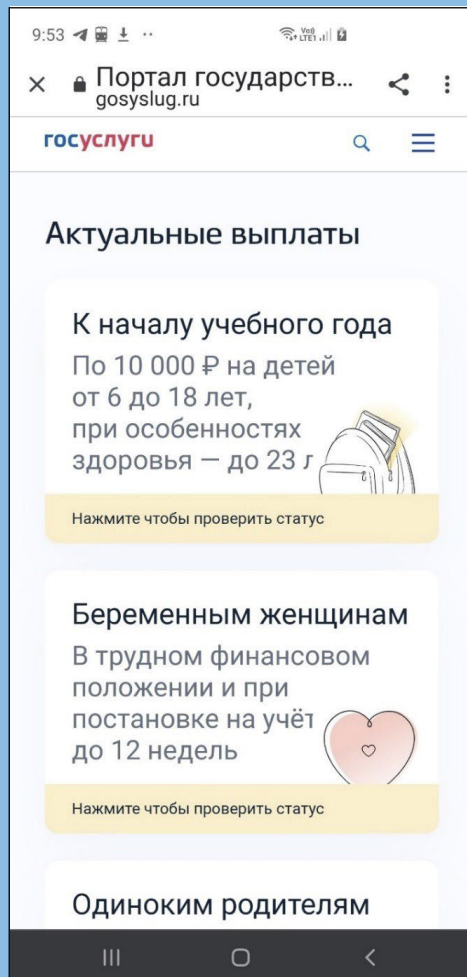 9:53
Vo)) LTE1
Портал государств...
gosyslug.ru
госуслуги
Актуальные выплаты
К началу учебного года
По 10 000 ₽ на детей
от 6 до 18 лет,
при особенностях
здоровья — до 23 л
Нажмите чтобы проверить статус
Беременным женщинам
В трудном финансовом
положении и при
постановке на учёт
до 12 недель
Нажмите чтобы проверить статус
Одиноким родителям